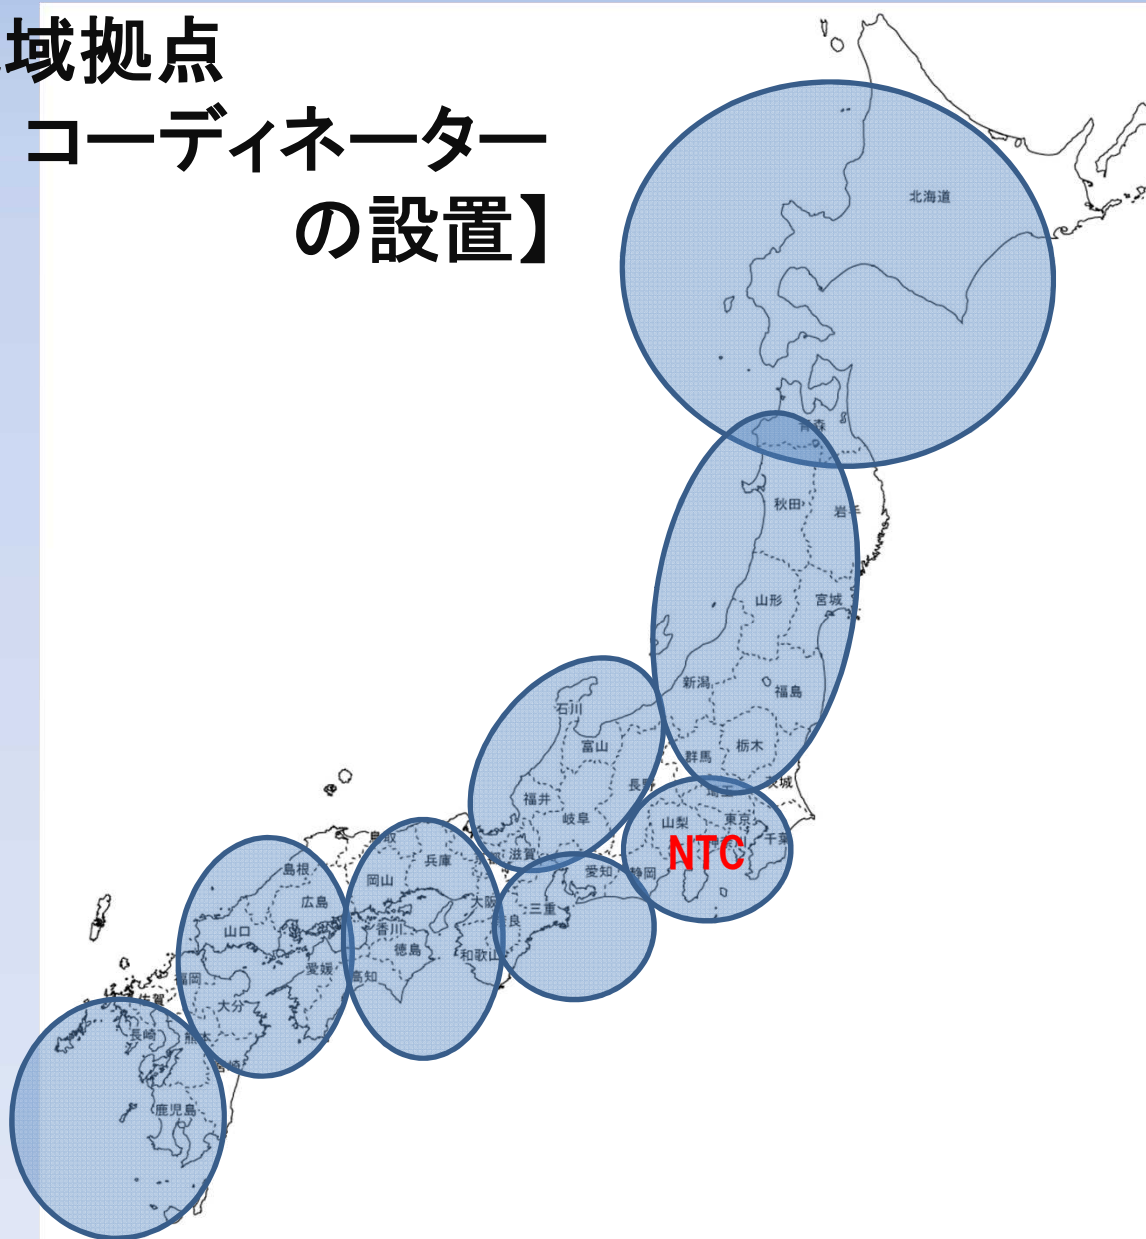 域拠点
コーディネーター
の設置】
北海道
青森
秋田
岩手
山形
宮城
新潟
福島
石川
富山
群馬
栃木
長野
茨城
福井
岐阜
山梨
東京
千葉
NTC
鳥取
兵庫
滋賀
愛知
静岡
島根
岡山
広島
大阪
三重
奈良
山口
香川
徳島
和歌山
愛媛
高知
福岡
大分
佐賀
長崎
熊本
宮崎
鹿児島